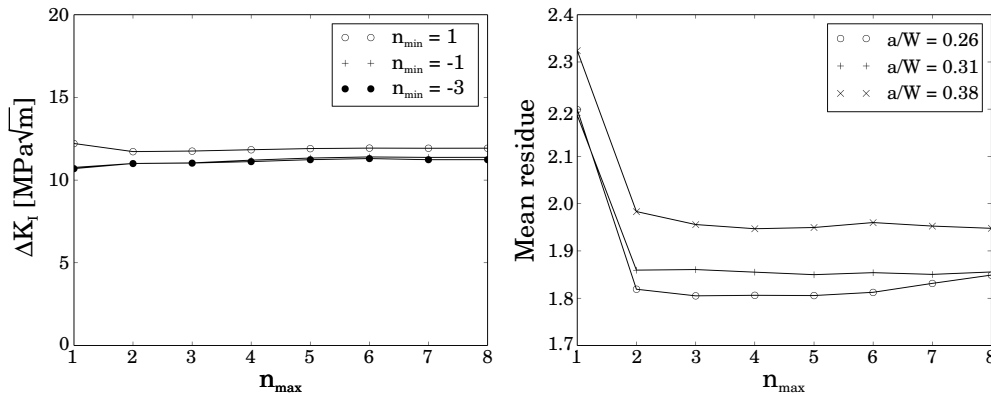 20
15
10
5
0
ΔK_I [MPa√m]
n_min = 1
n_min = -1
n_min = -3
1 2 3 4 5 6 7 8
n_max
2.4
2.3
2.2
2.1
2.0
1.9
1.8
1.7
Mean residue
a/W = 0.26
a/W = 0.31
a/W = 0.38
1 2 3 4 5 6 7 8
n_max